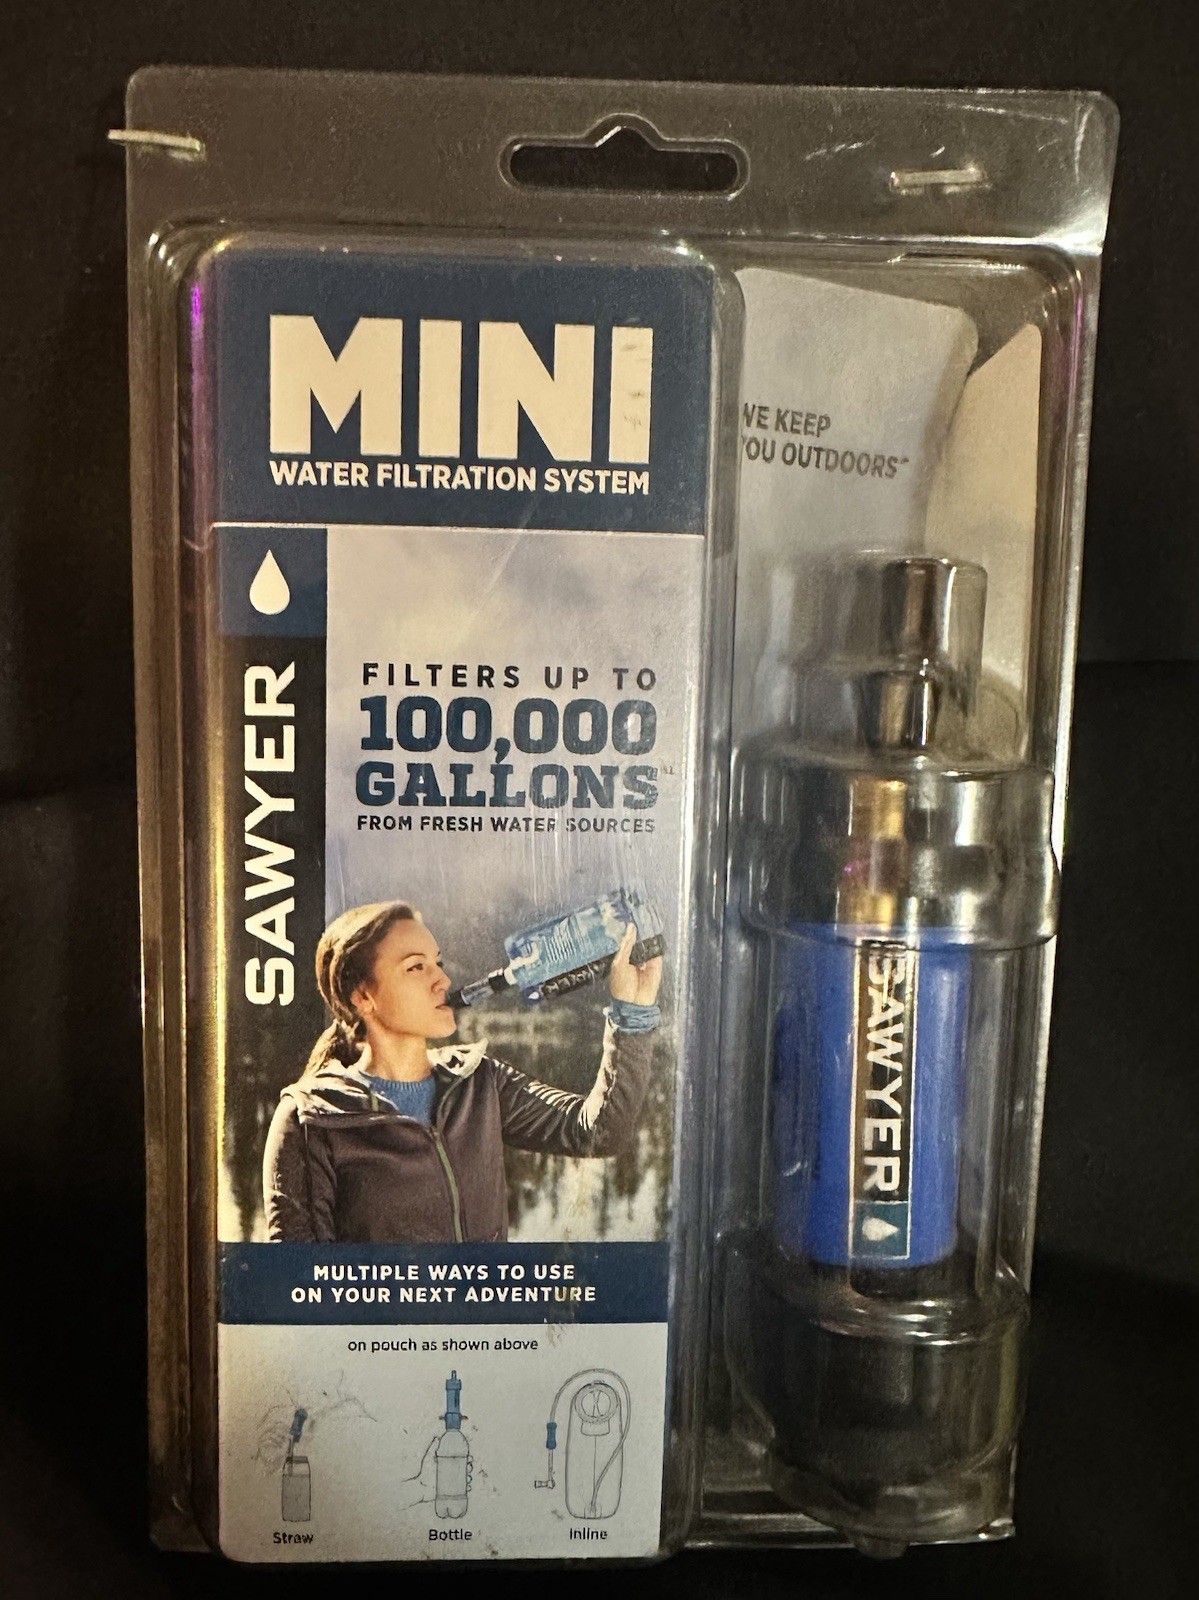 MINI
WATER FILTRATION SYSTEM
WE KEEP
YOU OUTDOORS™
SAWYER
FILTERS UP TO
100,000
GALLONS
FROM FRESH WATER SOURCES
SAWYER
MULTIPLE WAYS TO USE
ON YOUR NEXT ADVENTURE
on pouch as shown above
Straw
Bottle
Inline